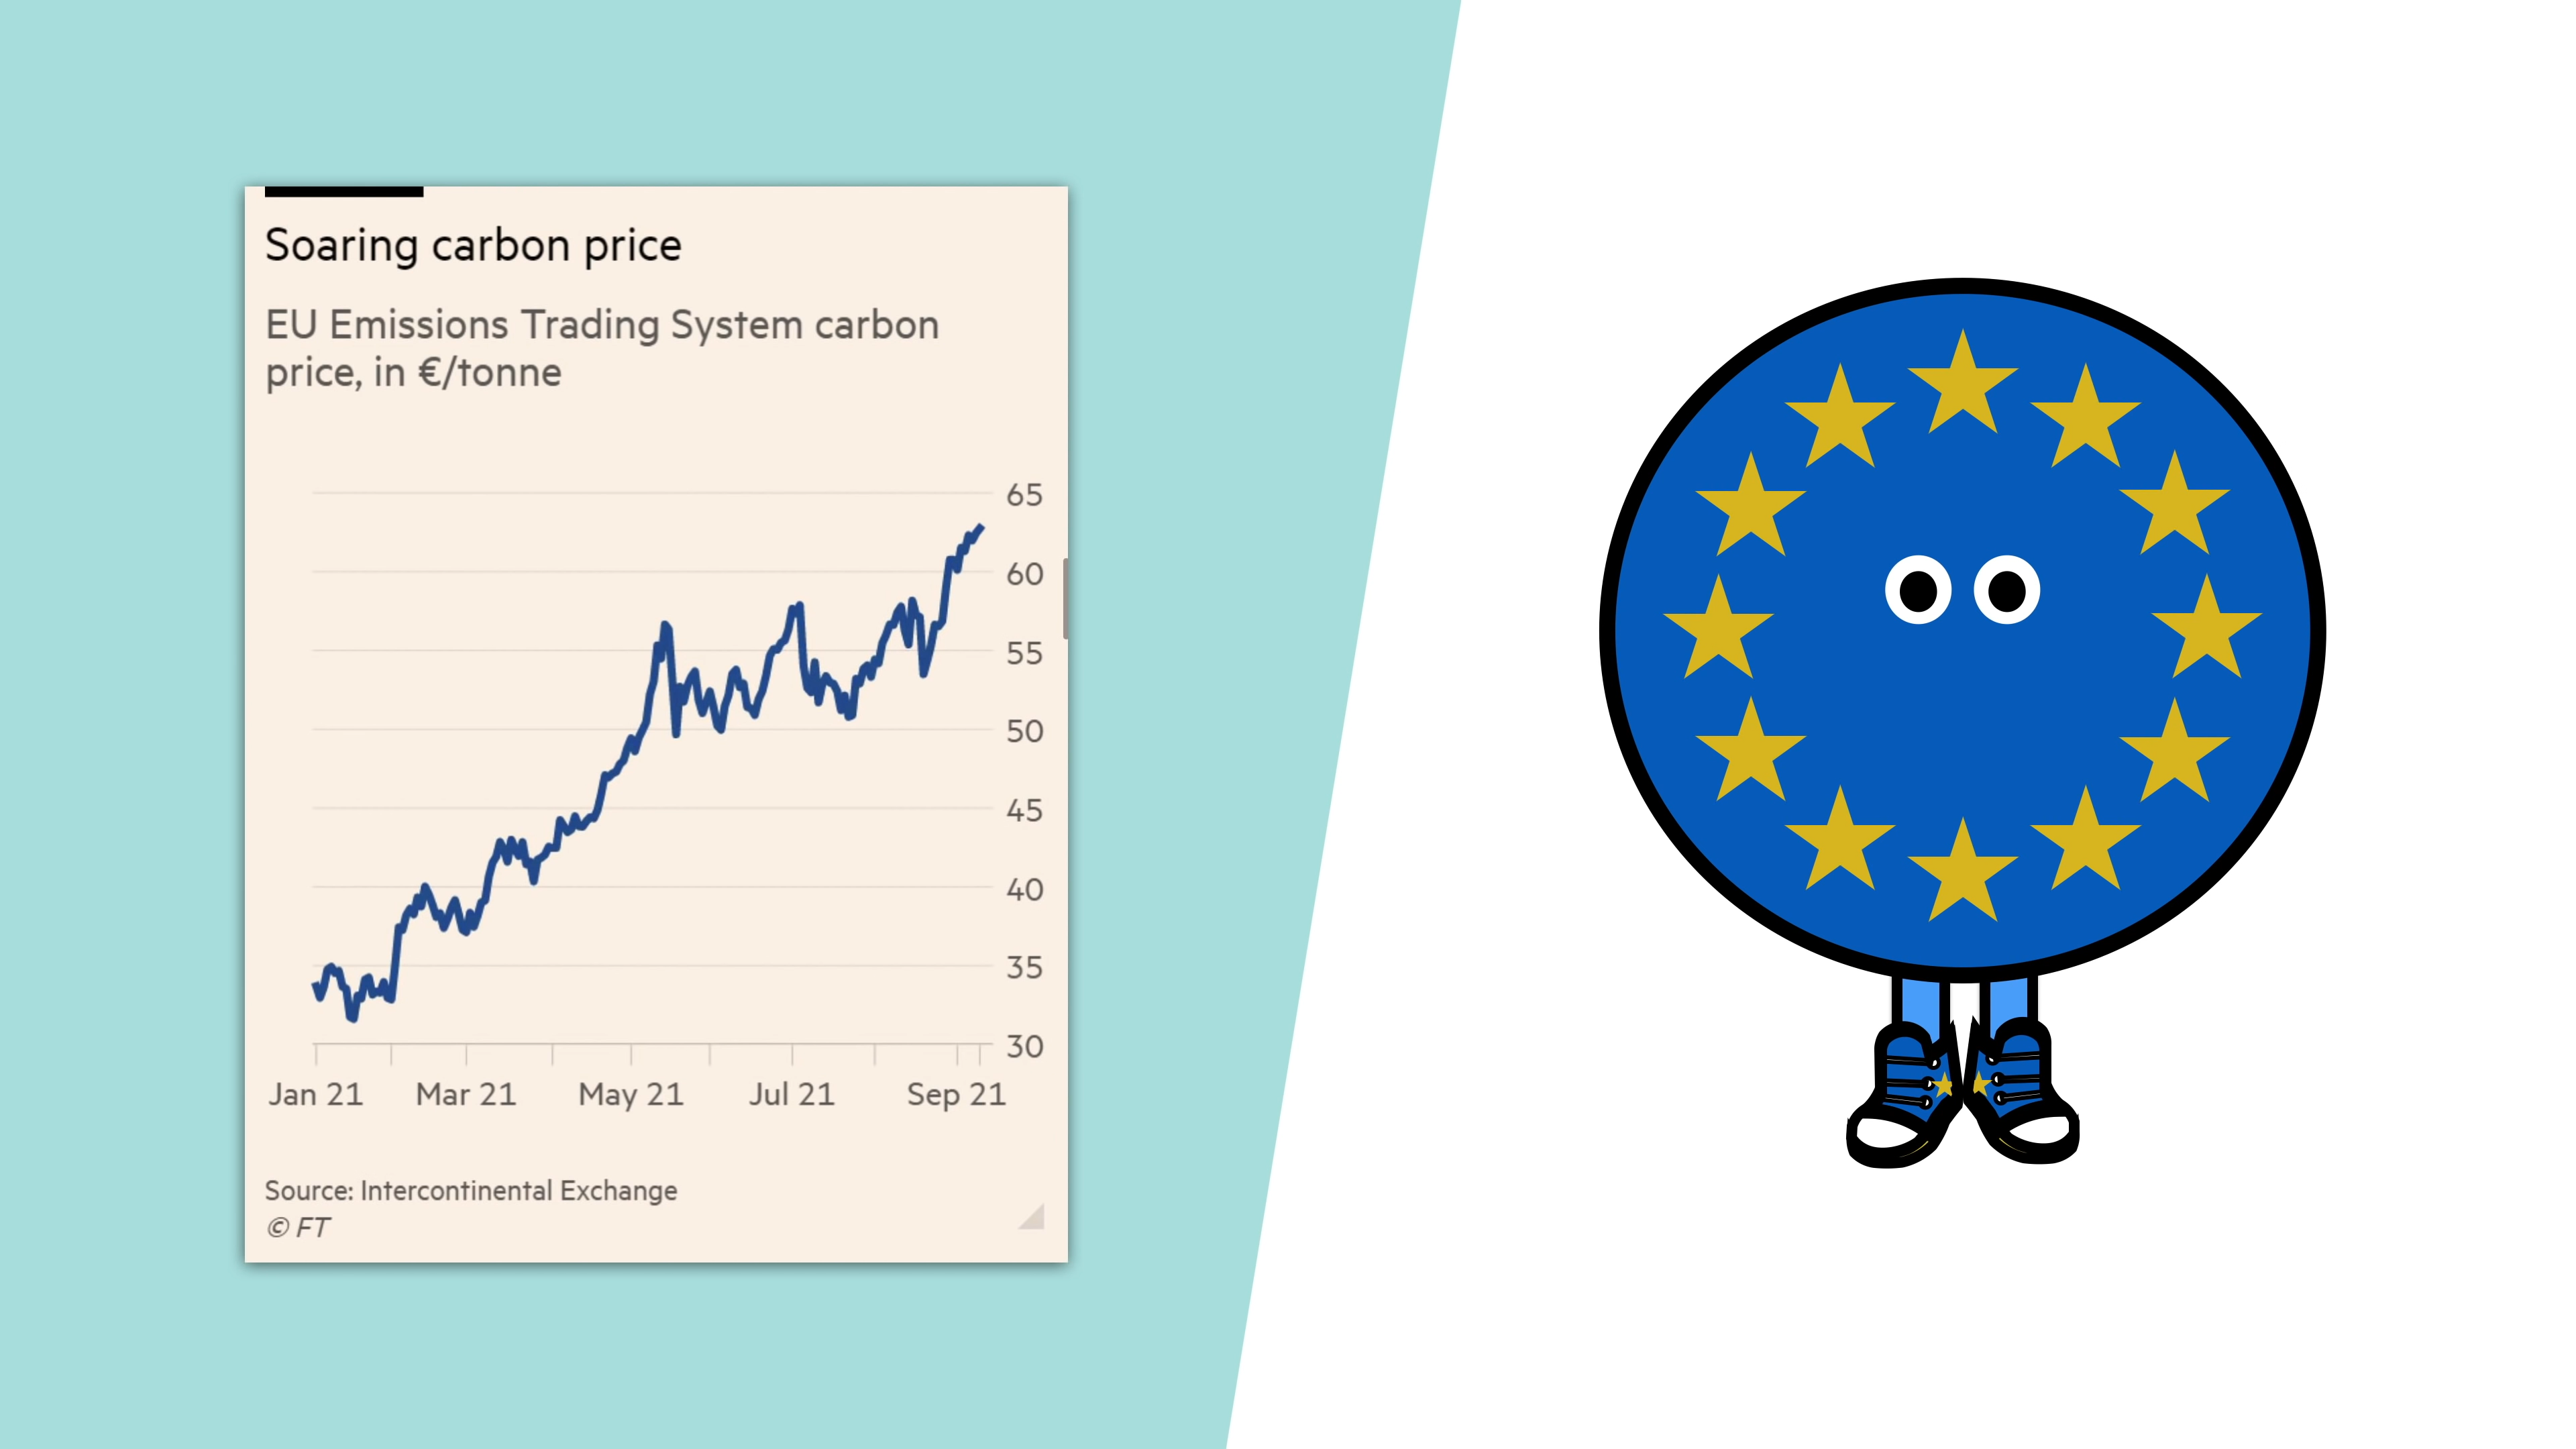 Soaring carbon price
EU Emissions Trading System carbon
price, in €/tonne
65
60
55
50
45
40
35
30
Jan 21 Mar 21 May 21 Jul 21 Sep 21
Source: Intercontinental Exchange
© FT